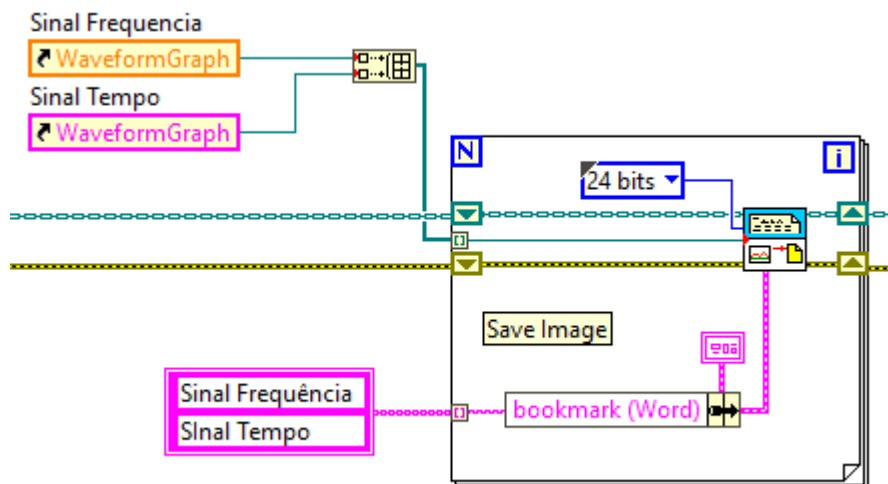 Sinal Frequencia
WaveformGraph
Sinal Tempo
WaveformGraph
N
i
24 bits
Save Image
Sinal Frequência
SInal Tempo
bookmark (Word)